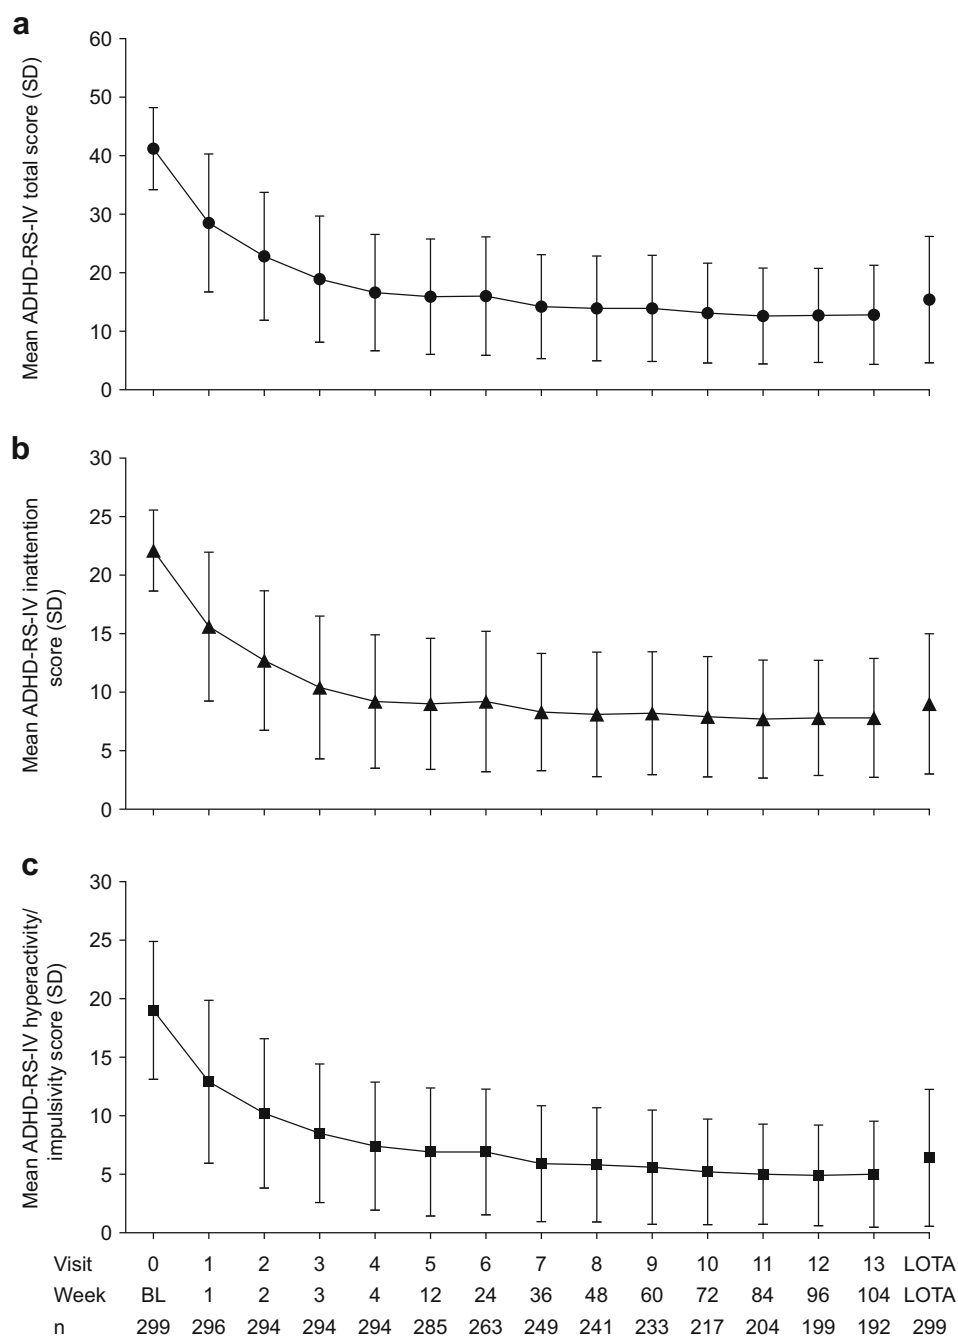 a
Mean ADHD-RS-IV total score (SD)
60
50
40
30
20
10
0
b
Mean ADHD-RS-IV inattention
score (SD)
30
25
20
15
10
5
0
c
Mean ADHD-RS-IV hyperactivity/
impulsivity score (SD)
30
25
20
15
10
5
0
Visit 0 1 2 3 4 5 6 7 8 9 10 11 12 13 LOTA
Week BL 1 2 3 4 12 24 36 48 60 72 84 96 104 LOTA
n 299 296 294 294 294 285 263 249 241 233 217 204 199 192 299